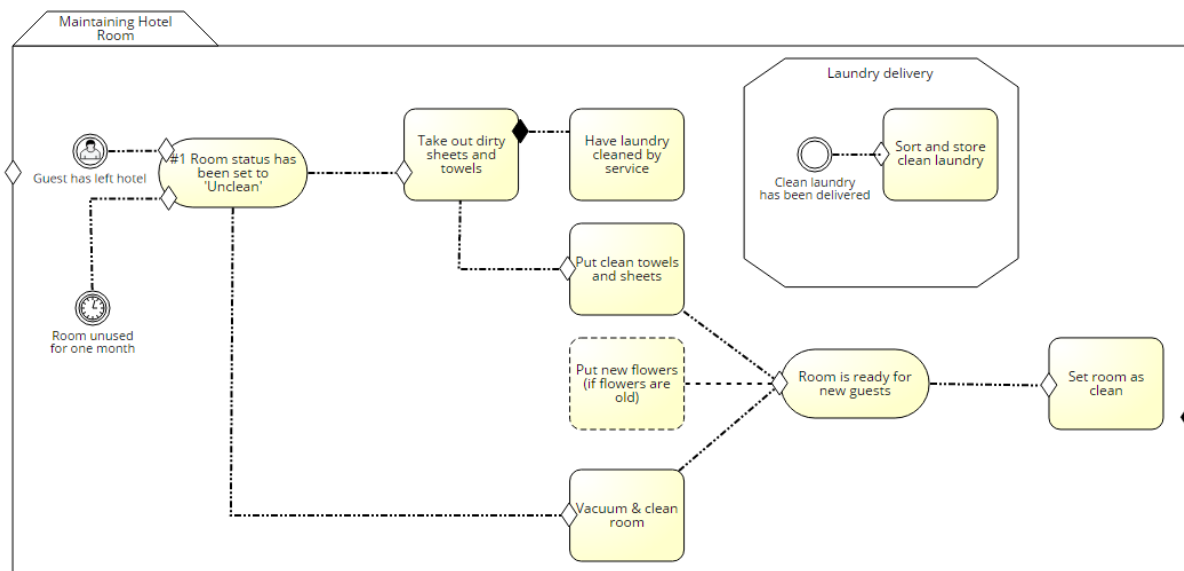 Maintaining Hotel
Room
Guest has left hotel
#1 Room status has
been set to
'Unclean'
Room unused
for one month
Take out dirty
sheets and
towels
Have laundry
cleaned by
service
Put clean towels
and sheets
Put new flowers
(if flowers are
old)
Vacuum & clean
room
Laundry delivery
Clean laundry
has been delivered
Sort and store
clean laundry
Room is ready for
new guests
Set room as
clean